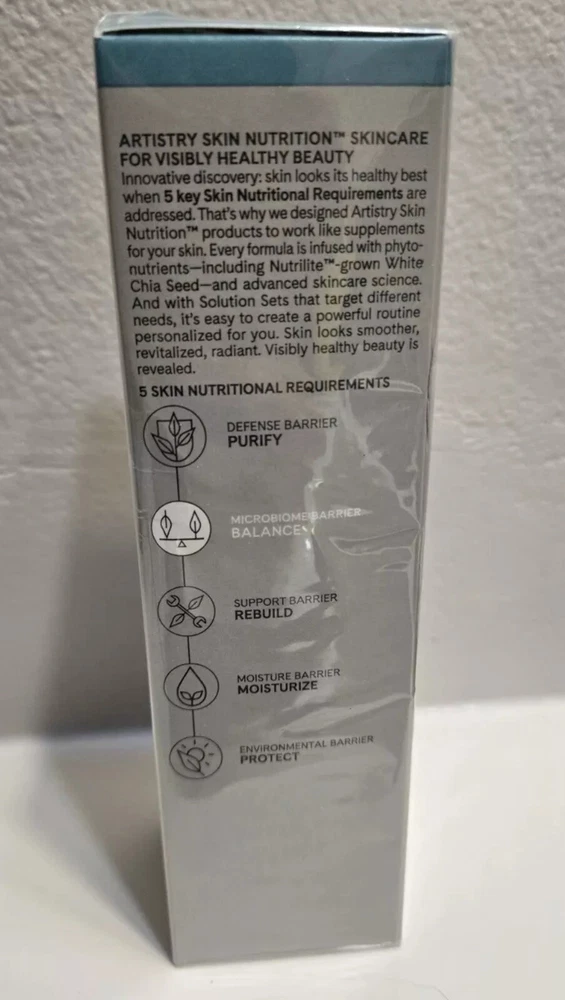 ARTISTRY SKIN NUTRITION™ SKINCARE
FOR VISIBLY HEALTHY BEAUTY
Innovative discovery: skin looks its healthy best
when 5 key Skin Nutritional Requirements are
addressed. That's why we designed Artistry Skin
Nutrition™ products to work like supplements
for your skin. Every formula is infused with phyto-
nutrients—including Nutrilite™-grown White
Chia Seed—and advanced skincare science.
And with Solution Sets that target different
needs, it's easy to create a powerful routine
personalized for you. Skin looks smoother,
revitalized, radiant. Visibly healthy beauty is
revealed.
5 SKIN NUTRITIONAL REQUIREMENTS
DEFENSE BARRIER
PURIFY
MICROBIOME BARRIER
BALANCE
SUPPORT BARRIER
REBUILD
MOISTURE BARRIER
MOISTURIZE
ENVIRONMENTAL BARRIER
PROTECT